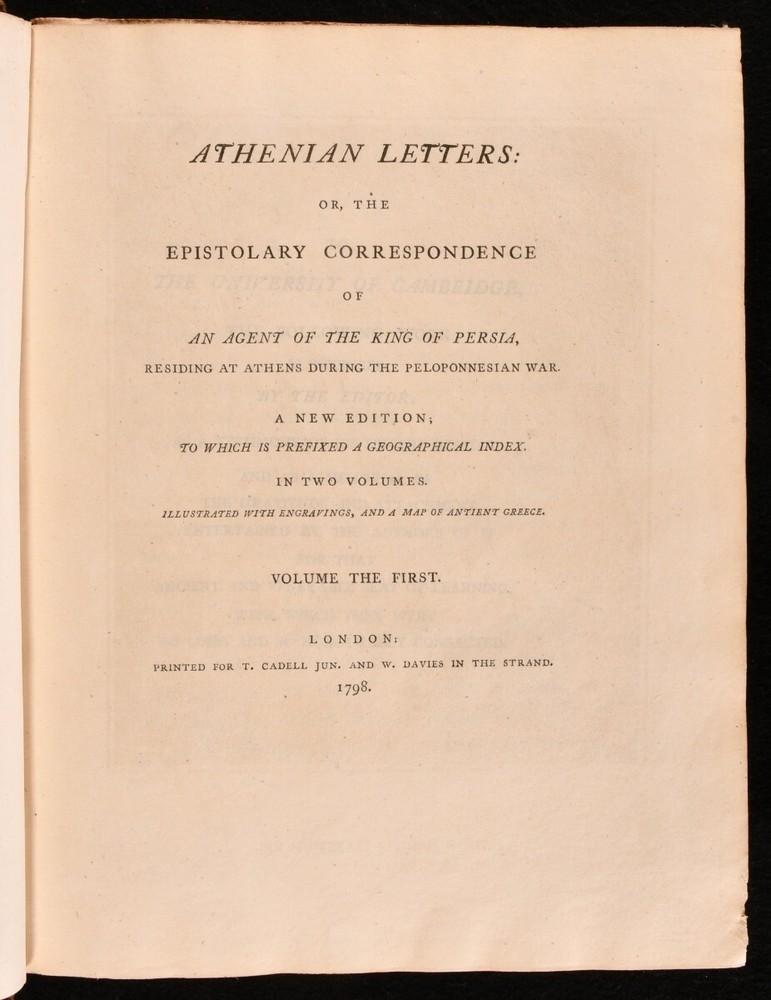 ATHENIAN LETTERS:
OR, THE
EPISTOLARY CORRESPONDENCE
OF
AN AGENT OF THE KING OF PERSIA,
RESIDING AT ATHENS DURING THE PELOPONNESIAN WAR.
A NEW EDITION;
TO WHICH IS PREFIXED A GEOGRAPHICAL INDEX.
IN TWO VOLUMES.
ILLUSTRATED WITH ENGRAVINGS, AND A MAP OF ANTIENT GREECE.
VOLUME THE FIRST.
LONDON:
PRINTED FOR T. CADELL JUN. AND W. DAVIES IN THE STRAND.
1798.